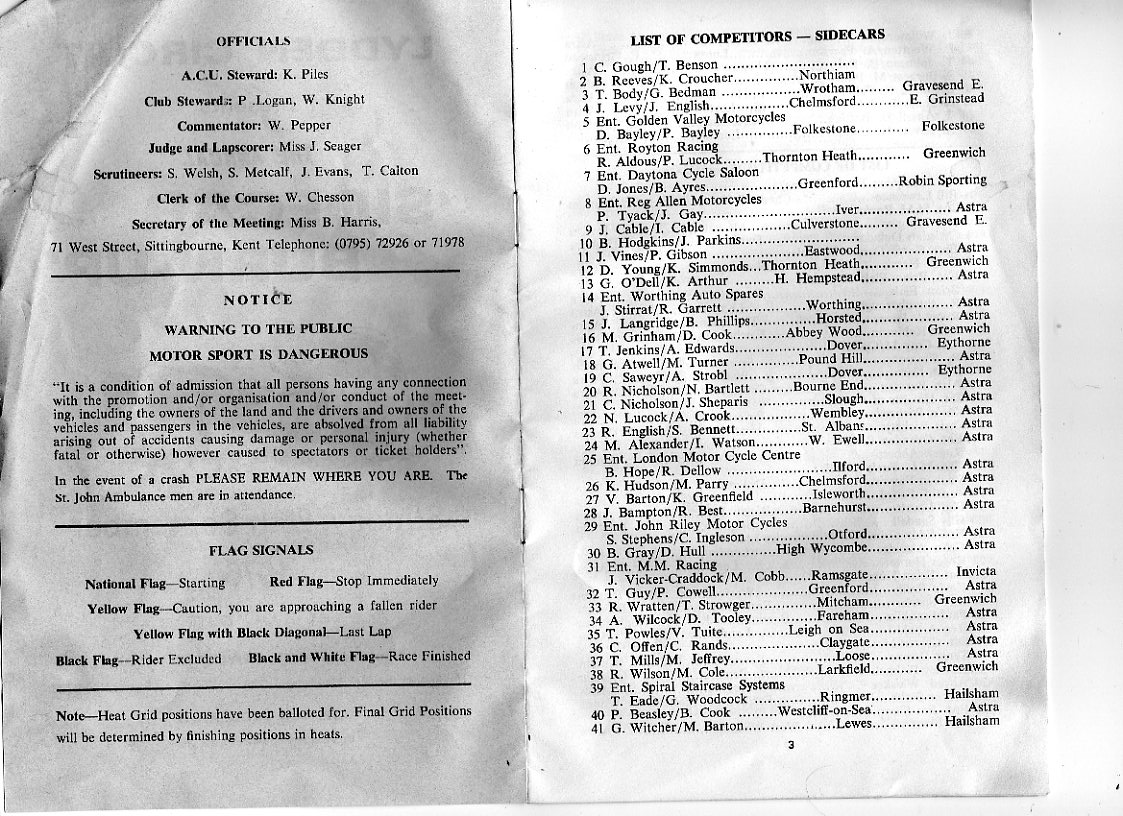 OFFICIALS
A.C.U. Steward: K. Piles
Club Stewards: P .Logan, W. Knight
Commentator: W. Pepper
Judge and Lapscorer: Miss J. Seager
Scrutineers: S. Welsh, S. Metcalf, J. Evans, T. Calton
Clerk of the Course: W. Chesson
Secretary of the Meeting: Miss B. Harris,
71 West Street, Sittingbourne, Kent Telephone: (0795) 72926 or 71978
NOTICE
WARNING TO THE PUBLIC
MOTOR SPORT IS DANGEROUS
"It is a condition of admission that all persons having any connection
with the promotion and/or organisation and/or conduct of the meet-
ing, including the owners of the land and the drivers and owners of the
vehicles and passengers in the vehicles, are absolved from all liability
arising out of accidents causing damage or personal injury (whether
fatal or otherwise) however caused to spectators or ticket holders".
In the event of a crash PLEASE REMAIN WHERE YOU ARE. The
St. John Ambulance men are in attendance.
FLAG SIGNALS
National Flag—Starting Red Flag—Stop Immediately
Yellow Flag—Caution, you are approaching a fallen rider
Yellow Flag with Black Diagonal—Last Lap
Black Flag—Rider Excluded Black and White Flag—Race Finished
Note—Heat Grid positions have been balloted for. Final Grid Positions
will be determined by finishing positions in heats.
LIST OF COMPETITORS — SIDECARS
1 C. Gough/T. Benson ..............................
2 B. Reeves/K. Croucher...............Northiam
3 T. Body/G. Bedman ..................Wrotham......... Gravesend E.
4 J. Levy/J. English..................Chelmsford............E. Grinstead
5 Ent. Golden Valley Motorcycles
D. Bayley/P. Bayley ...............Folkestone............ Folkestone
6 Ent. Royton Racing
R. Aldous/P. Lucock.........Thornton Heath............ Greenwich
7 Ent. Daytona Cycle Saloon
D. Jones/B. Ayres.....................Greenford.........Robin Sporting
8 Ent. Reg Allen Motorcycles
P. Tyack/J. Gay..............................Iver..................... Astra
9 J. Cable/I. Cable ..................Culverstone......... Gravesend E.
10 B. Hodgkins/J. Parkins...........................
11 J. Vines/P. Gibson .....................Eastwood..................... Astra
12 D. Young/K. Simmonds...Thornton Heath............ Greenwich
13 G. O'Dell/K. Arthur .........H. Hempstead..................... Astra
14 Ent. Worthing Auto Spares
J. Stirrat/R. Garrett ..................Worthing..................... Astra
15 J. Langridge/B. Phillips...............Horsted..................... Astra
16 M. Grinham/D. Cook............Abbey Wood............ Greenwich
17 T. Jenkins/A. Edwards.....................Dover............... Eythorne
18 G. Atwell/M. Turner ...............Pound Hill..................... Astra
19 C. Saweyr/A. Strobl .....................Dover............... Eythorne
20 R. Nicholson/N. Bartlett .........Bourne End..................... Astra
21 C. Nicholson/J. Sheparis .....................Slough..................... Astra
22 N. Lucock/A. Crook..................Wembley..................... Astra
23 R. English/S. Bennett...............St. Albans..................... Astra
24 M. Alexander/I. Watson............W. Ewell..................... Astra
25 Ent. London Motor Cycle Centre
B. Hope/R. Dellow ........................Ilford..................... Astra
26 K. Hudson/M. Parry ...............Chelmsford..................... Astra
27 V. Barton/K. Greenfield ............Isleworth..................... Astra
28 J. Bampton/R. Best..................Barnehurst..................... Astra
29 Ent. John Riley Motor Cycles
S. Stephens/C. Ingleson ..................Otford..................... Astra
30 B. Gray/D. Hull ...............High Wycombe..................... Astra
31 Ent. M.M. Racing
J. Vicker-Craddock/M. Cobb......Ramsgate.................. Invicta
32 T. Guy/P. Cowell.....................Greenford.................. Astra
33 R. Wratten/T. Strowger...............Mitcham............ Greenwich
34 A. Wilcock/D. Tooley...............Fareham.................. Astra
35 T. Powles/V. Tuite...............Leigh on Sea.................. Astra
36 C. Offen/C. Rands.....................Claygate.................. Astra
37 T. Mills/M. Jeffrey........................Loose.................. Astra
38 R. Wilson/M. Cole.....................Larkfield............ Greenwich
39 Ent. Spiral Staircase Systems
T. Eade/G. Woodcock ...............Ringmer............... Hailsham
40 P. Beasley/B. Cook .........Westcliff-on-Sea.................. Astra
41 G. Witcher/M. Barton.....................Lewes............... Hailsham
3